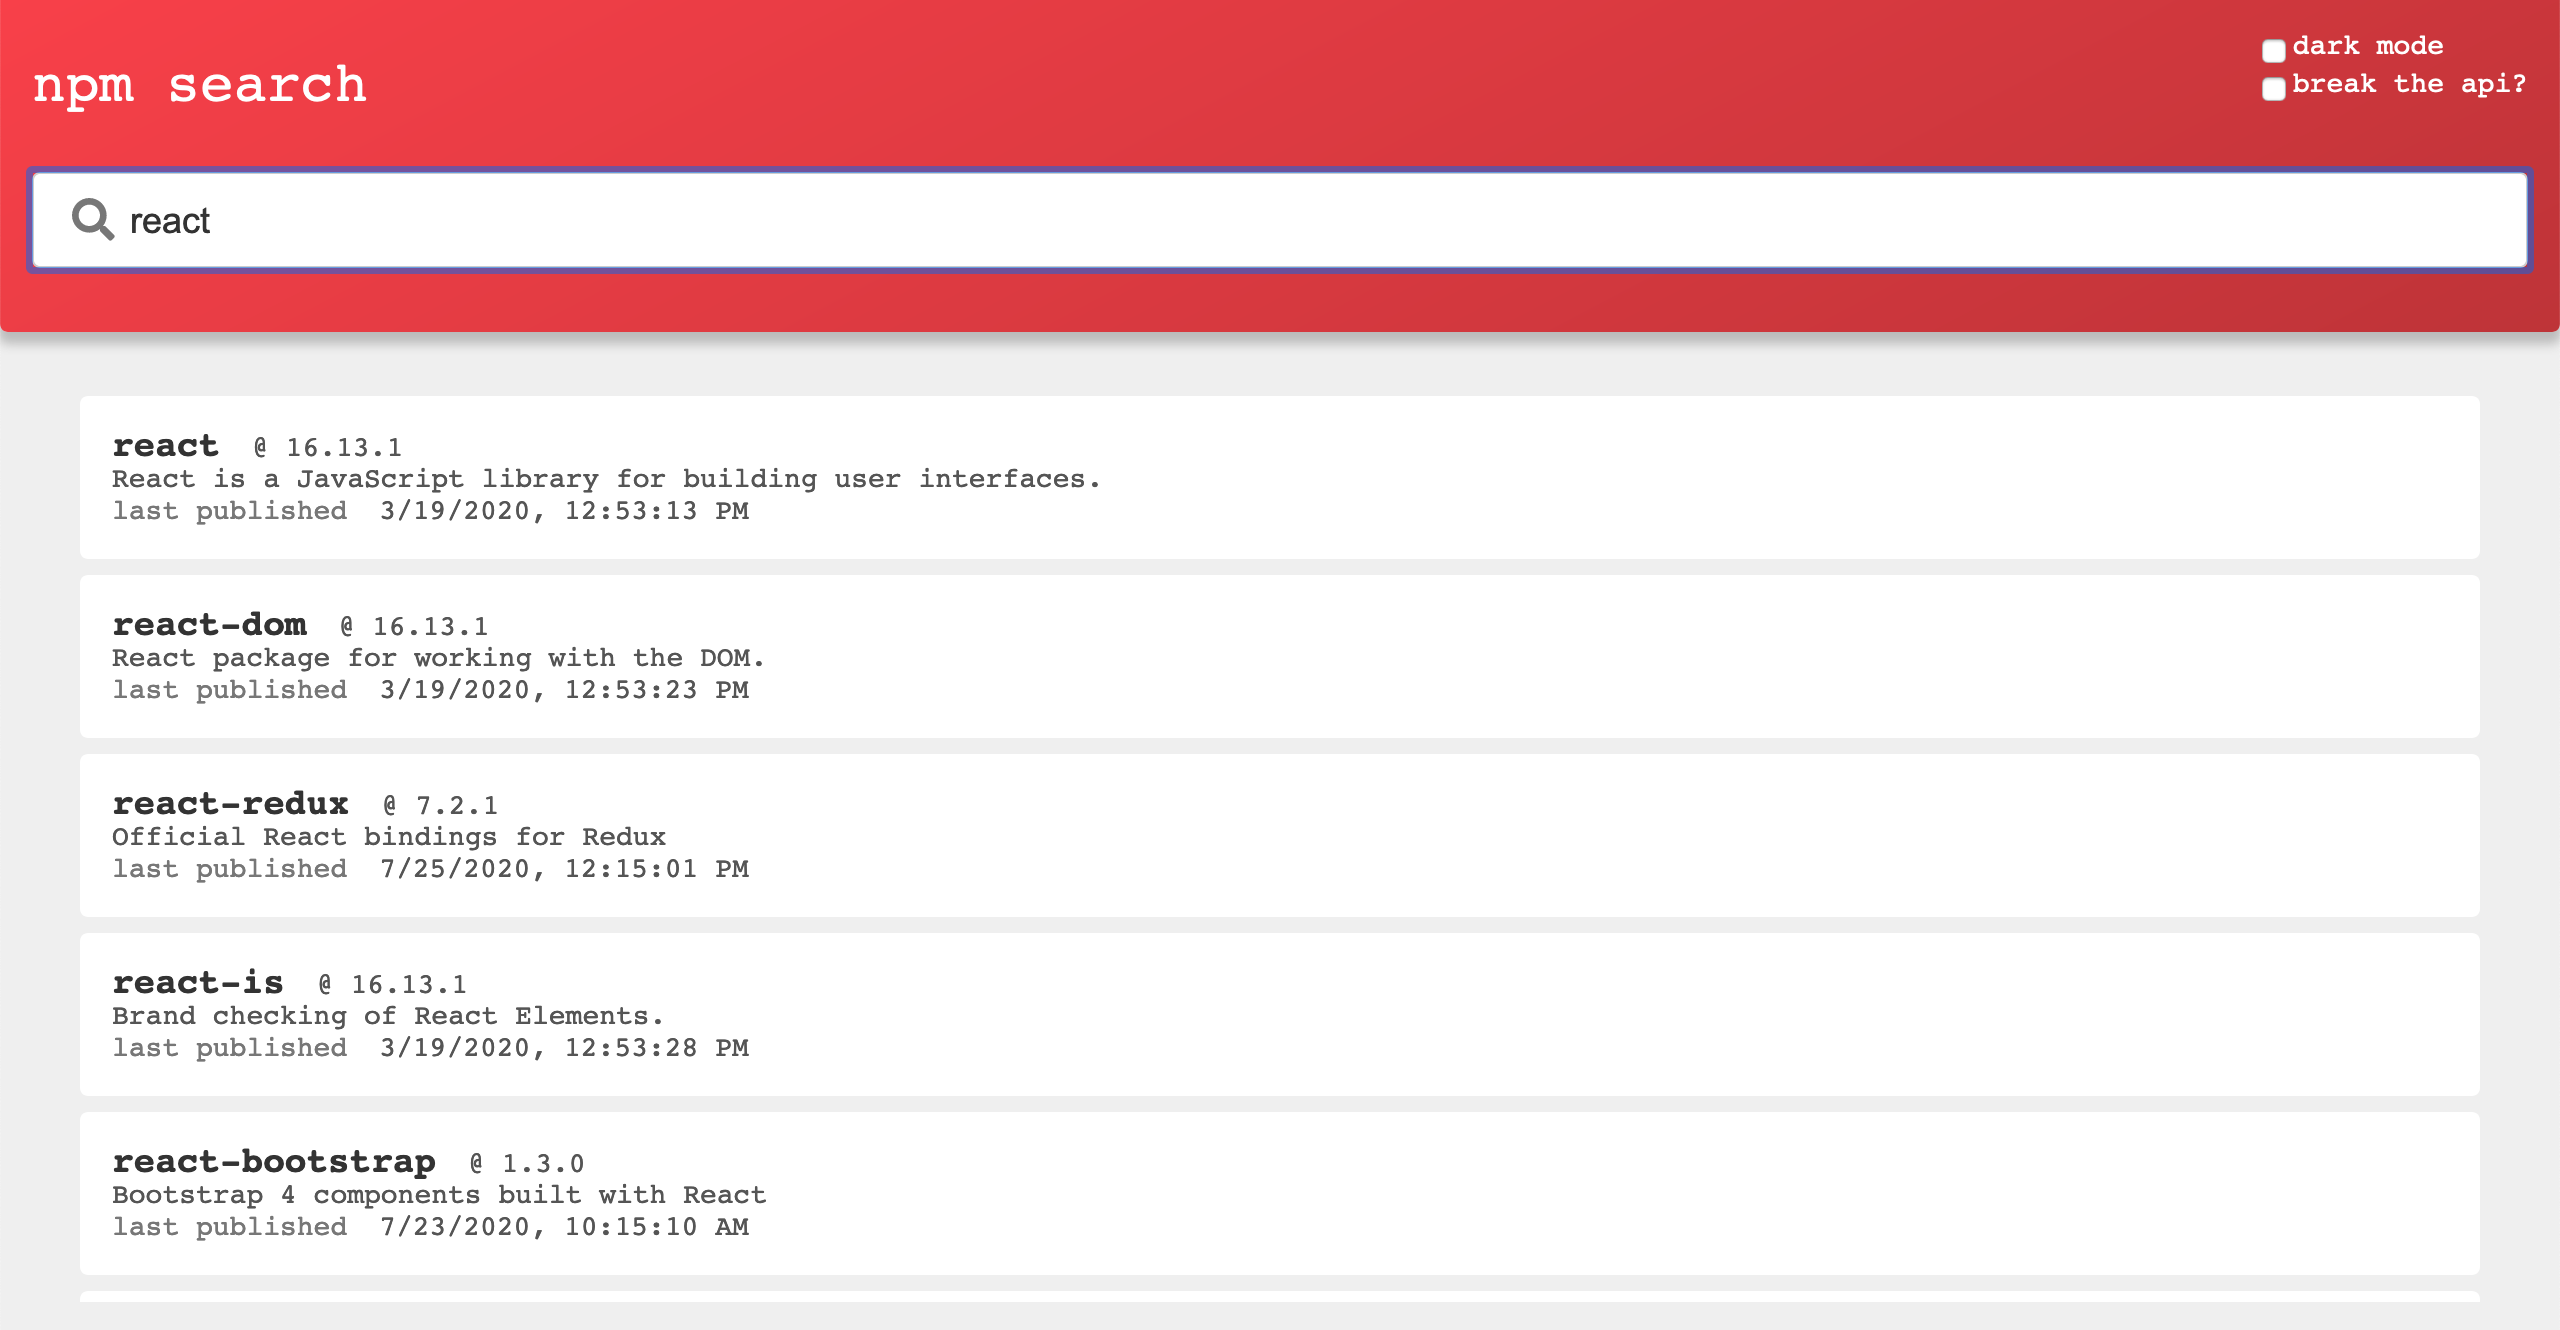 npm search
dark mode
break the api?
react
react @ 16.13.1
React is a JavaScript library for building user interfaces.
last published 3/19/2020, 12:53:13 PM
react-dom @ 16.13.1
React package for working with the DOM.
last published 3/19/2020, 12:53:23 PM
react-redux @ 7.2.1
Official React bindings for Redux
last published 7/25/2020, 12:15:01 PM
react-is @ 16.13.1
Brand checking of React Elements.
last published 3/19/2020, 12:53:28 PM
react-bootstrap @ 1.3.0
Bootstrap 4 components built with React
last published 7/23/2020, 10:15:10 AM